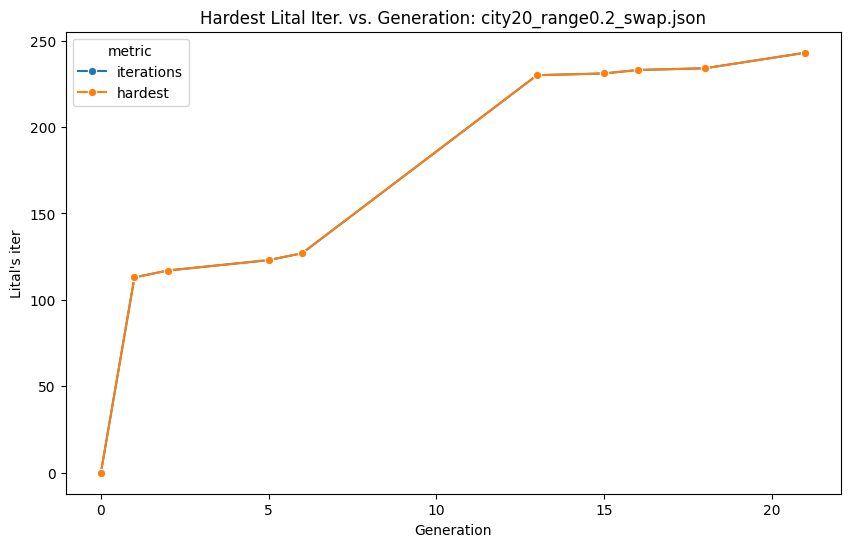 Hardest Lital Iter. vs. Generation: city20_range0.2_swap.json
250
200
150
100
50
0
metric
iterations
hardest
Lital's iter
0 5 10 15 20
Generation